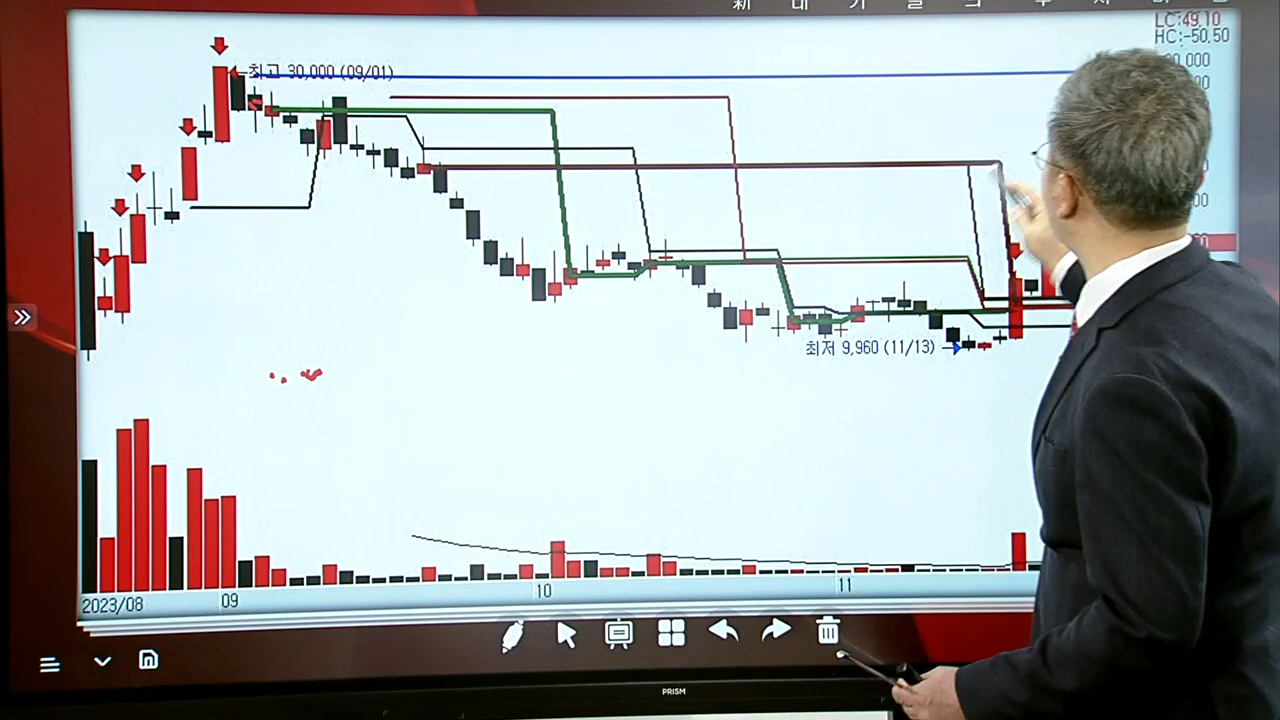 LC:49,10
HC:-50,50
최고 30,000 (09/01)
최저 9,960 (11/13)
2023/08
09
10
11
PRISM